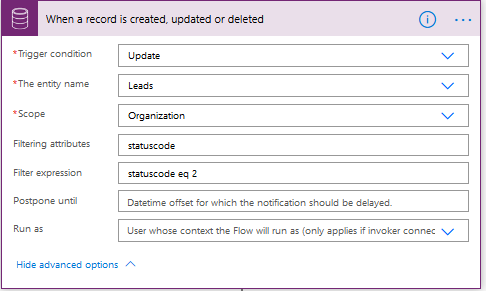 When a record is created, updated or deleted
*Trigger condition
Update
*The entity name
Leads
*Scope
Organization
Filtering attributes
statuscode
Filter expression
statuscode eq 2
Postpone until
Datetime offset for which the notification should be delayed.
Run as
User whose context the Flow will run as (only applies if invoker connec
Hide advanced options